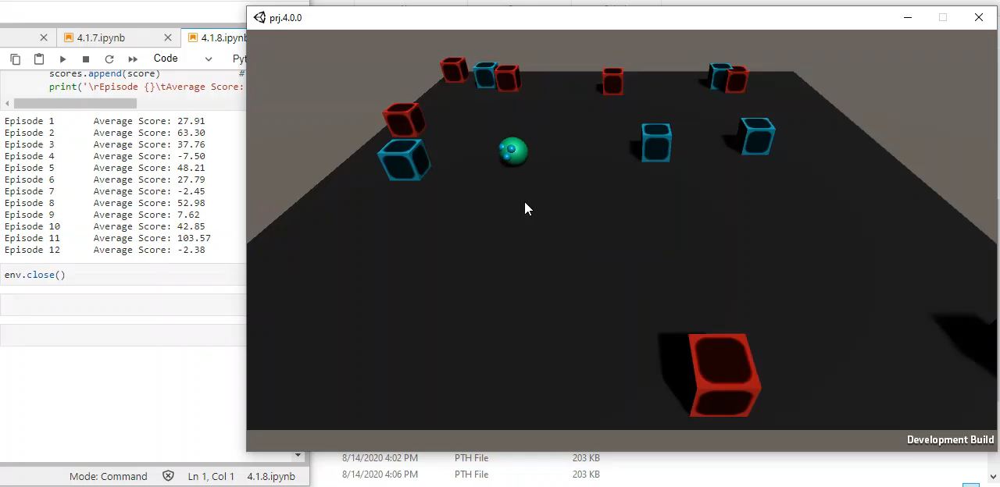 prj.4.0.0
4.1.7.ipynb
4.1.8.ipynb
Code
scores.append(score) #
print('\rEpisode {}\tAverage Score:
Episode 1 Average Score: 27.91
Episode 2 Average Score: 63.30
Episode 3 Average Score: 37.76
Episode 4 Average Score: -7.50
Episode 5 Average Score: 48.21
Episode 6 Average Score: 27.79
Episode 7 Average Score: -2.45
Episode 8 Average Score: 52.98
Episode 9 Average Score: 7.62
Episode 10 Average Score: 42.85
Episode 11 Average Score: 103.57
Episode 12 Average Score: -2.38
env.close()
Development Build
8/14/2020 4:02 PM PTH File 203 KB
8/14/2020 4:06 PM PTH File 203 KB
Mode: Command Ln 1, Col 1 4.1.8.ipynb